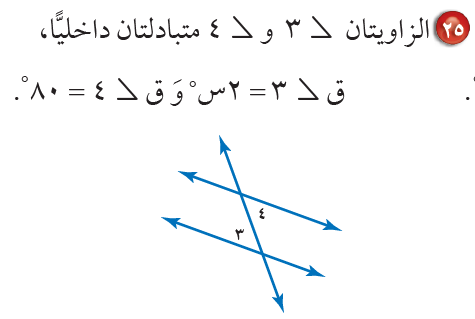 ٢٥ الزاويتان ∠ ٣ و ∠ ٤ متبادلتان داخليًّا،
ق ∠ ٣ = ٢س° وَ ق ∠ ٤ = ٨٠°.
٤
٣